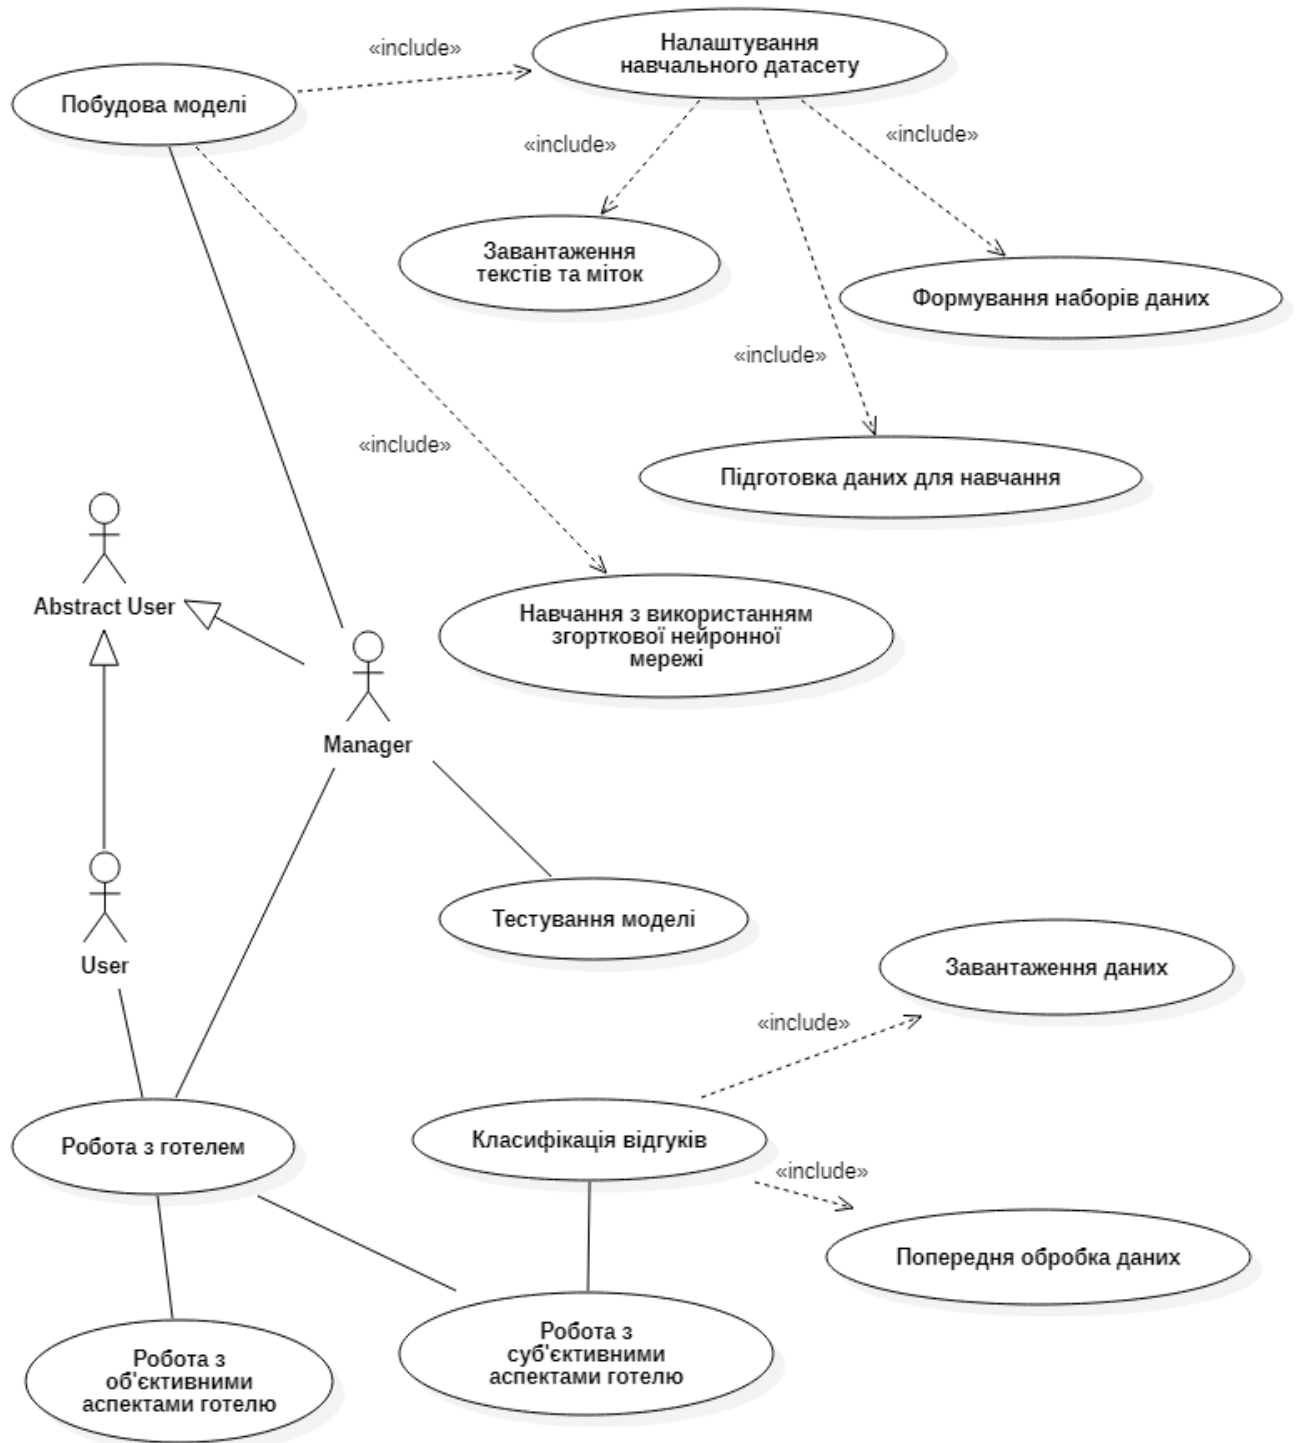 «include»
Налаштування
навчального датасету
Побудова моделі
«include»
«include»
Завантаження
текстів та міток
Формування наборів даних
«include»
«include»
Підготовка даних для навчання
Abstract User
Навчання з використанням
згорткової нейронної
мережі
Manager
Тестування моделі
User
Завантаження даних
«include»
Робота з готелем
Класифікація відгуків
«include»
Попередня обробка даних
Робота з
об'єктивними
аспектами готелю
Робота з
суб'єктивними
аспектами готелю